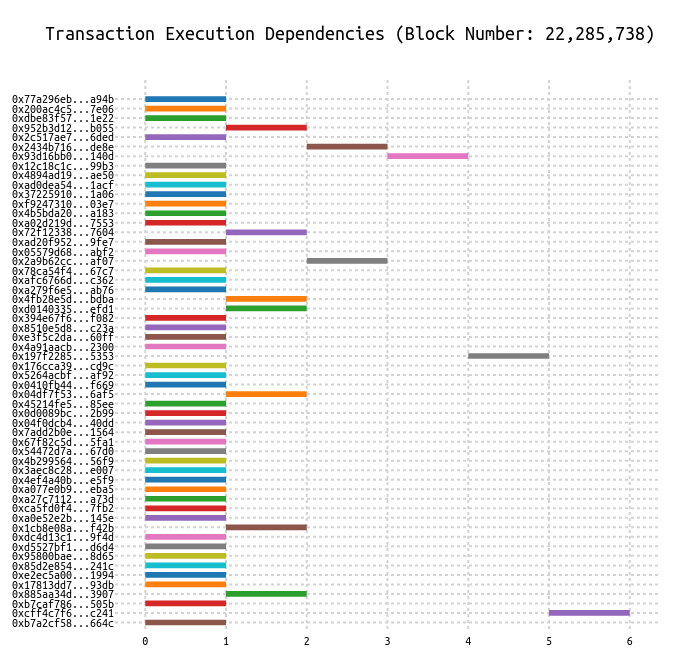 Transaction Execution Dependencies (Block Number: 22,285,738)
0x77a296eb...a94b
0x200ac4c5...7e06
0xdbe83f57...1e22
0x952b3d12...b055
0x2c517ae7...6ded
0x2434b716...de8e
0x93d16bb0...140d
0x12c18c1c...99b3
0x4894ad19...ae50
0xad0dea54...1acf
0x37225910...1a06
0xf9247310...03e7
0x4b5bda20...a183
0xa02d219d...7553
0x72f12338...7604
0xad20f952...9fe7
0x05579d68...abf2
0x2a9b62cc...af07
0x78ca54f4...67c7
0xafc6766d...c362
0xa279f6e5...ab76
0x4fb28e5d...bdba
0xd0140335...efd1
0x394e67f6...f082
0x8510e5d8...c23a
0xe3f5c2da...60ff
0x4a91aacb...2300
0x197f2285...5353
0x176cca39...cd9c
0x5264acbf...af92
0x0410fb44...f669
0x04df7f53...6af5
0x45214fe5...85ee
0x0d0089bc...2b99
0x04f0dcb4...40dd
0x7add2b0e...1564
0x67f82c5d...5fa1
0x54472d7a...67d0
0x4b299564...56f9
0x3aec8c28...e007
0x4ef4a40b...e5f9
0xa077e0b9...eba5
0xa27c7112...a73d
0xca5fd0f4...7fb2
0xa0e52e2b...145e
0x1cb8e08a...f42b
0xdc4d13c1...9f4d
0xd5527bf1...d6d4
0x95800bae...8d65
0x85d2e854...241c
0xe2ec5a00...1994
0x17813dd7...93db
0x885aa34d...3907
0xb7caf786...505b
0xcff4c7f6...c241
0xb7a2cf58...664c
0 1 2 3 4 5 6